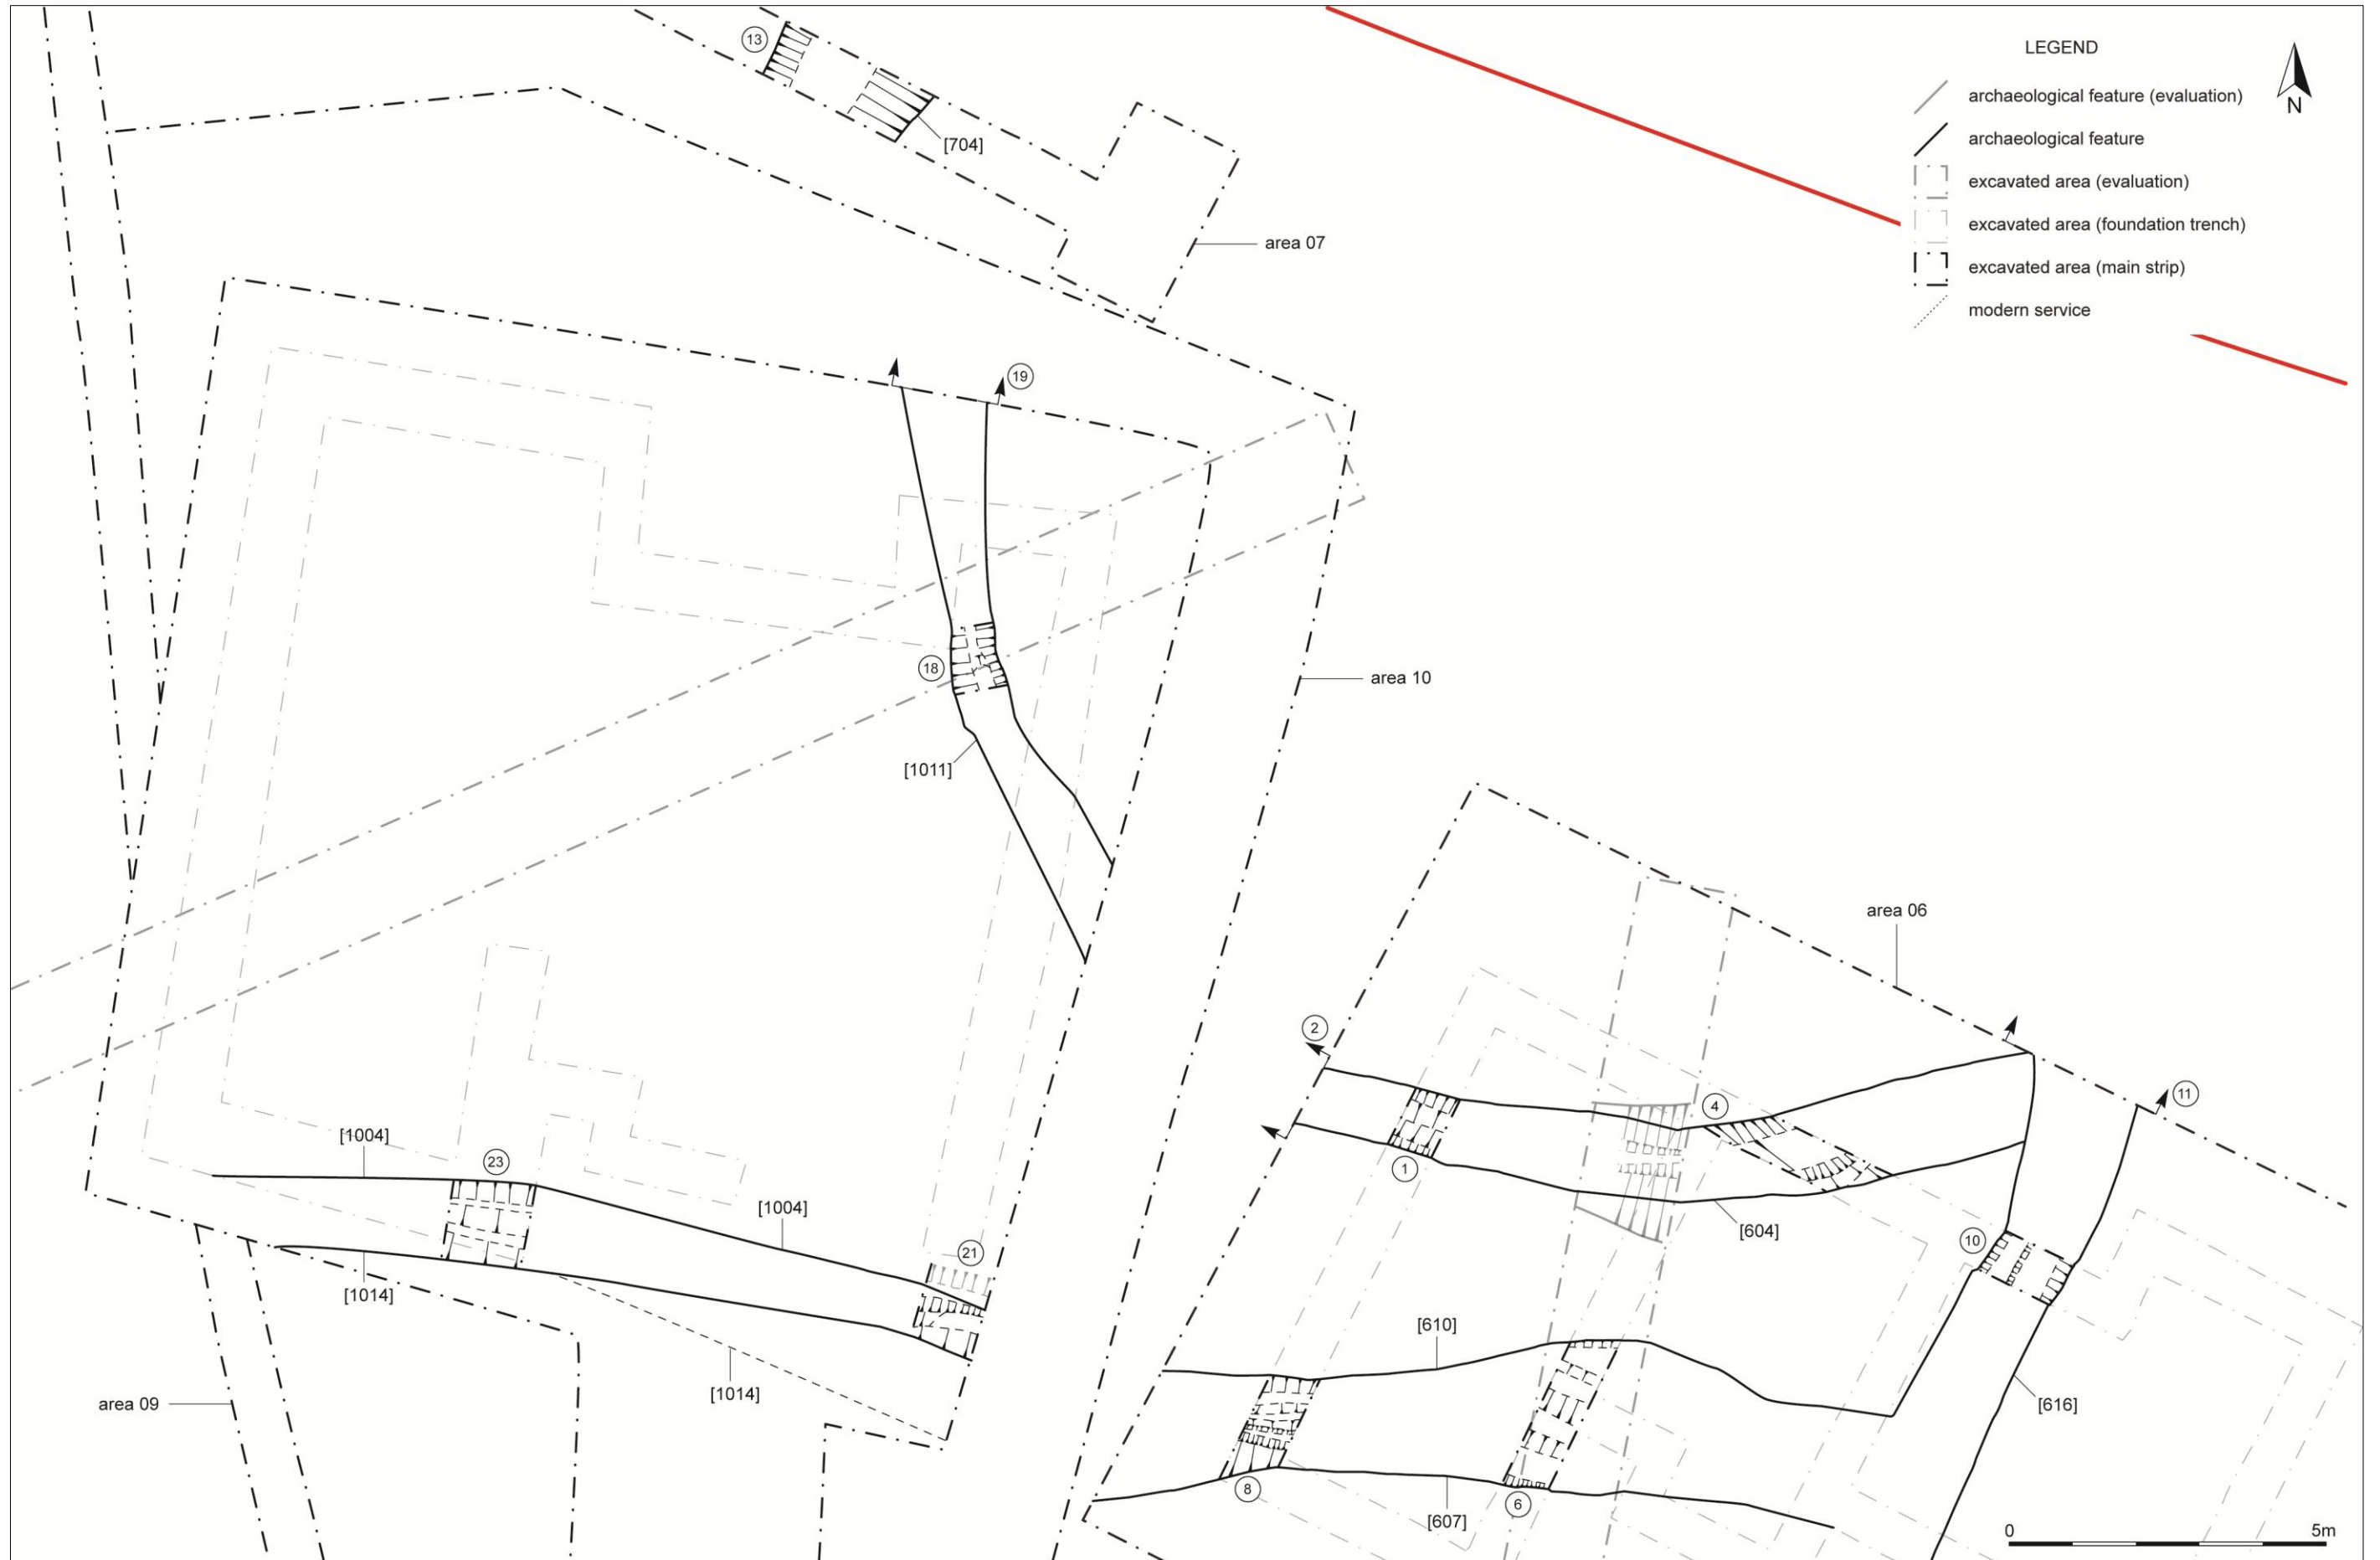 LEGEND
archaeological feature (evaluation)
archaeological feature
excavated area (evaluation)
excavated area (foundation trench)
excavated area (main strip)
modern service
N
13
[704]
area 07
19
18
[1011]
area 10
area 06
2
1
4
[604]
11
10
[1004]
23
[1004]
21
[1014]
[1014]
area 09
[610]
[616]
8
6
[607]
0 5m